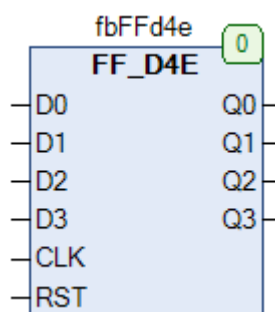 fbFFd4e
0
FF_D4E
D0 Q0
D1 Q1
D2 Q2
D3 Q3
CLK
RST